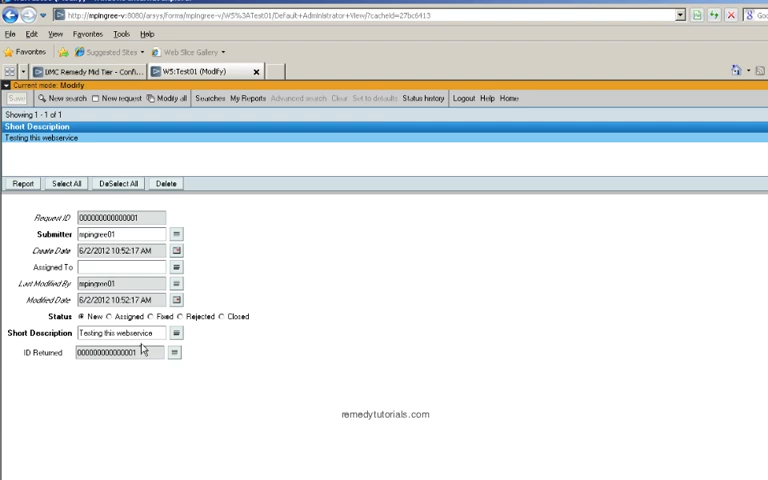 http://mpingree-v:8080/arsys/forms/mpingree-v/WS%3ATest01/Default+Administrator+View/?cacheid=27bc6413
File Edit View Favorites Tools Help
Favorites Suggested Sites Web Slice Gallery
BMC Remedy Mid Tier - Confi... WS:Test01 (Modify)
Current mode: Modify
Save New search New request Modify all Searches My Reports Advanced search Clear Set to defaults Status history Logout Help Home
Showing 1 - 1 of 1
Short Description
Testing this webservice
Report Select All DeSelect All Delete
Request ID 000000000000001
Submitter mpingree01
Create Date 6/2/2012 10:52:17 AM
Assigned To
Last Modified By mpingree01
Modified Date 6/2/2012 10:52:17 AM
Status New Assigned Fixed Rejected Closed
Short Description Testing this webservice
ID Returned 000000000000001
remedytutorials.com